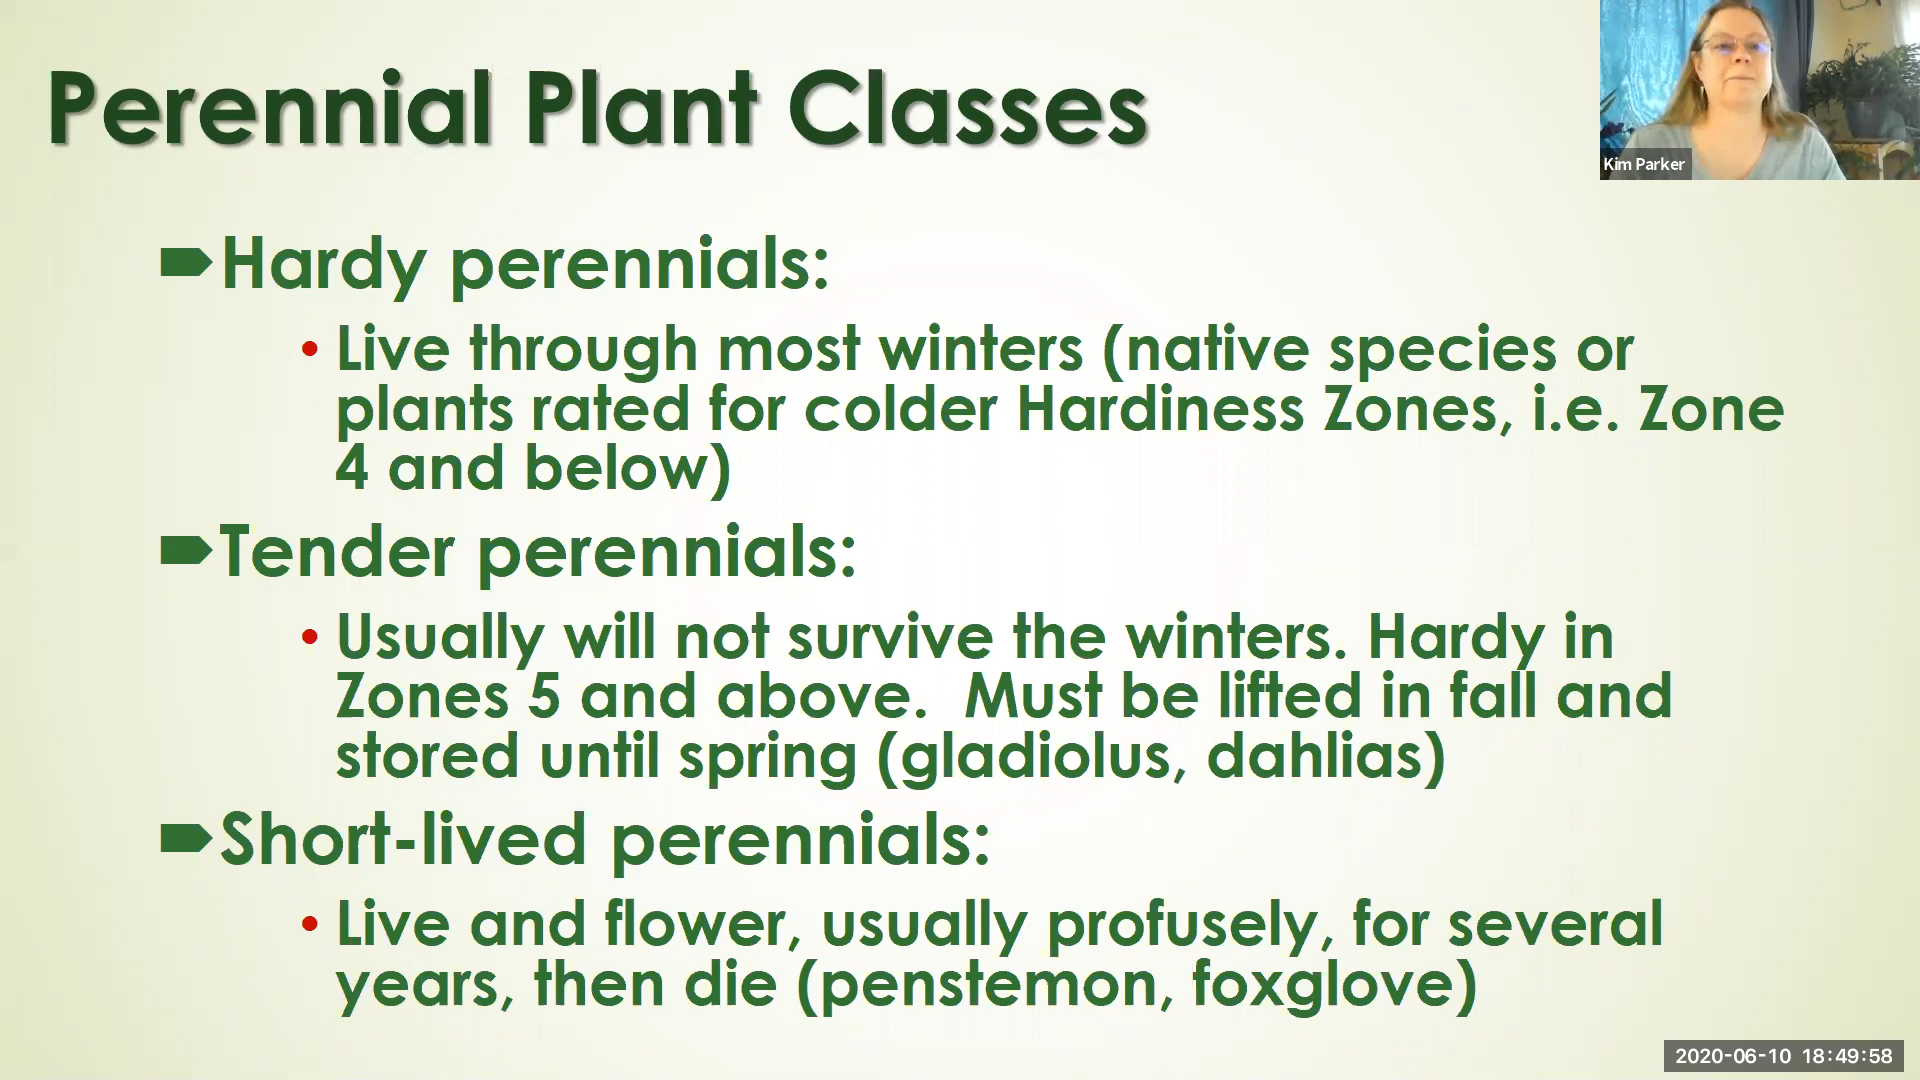 Perennial Plant Classes
Kim Parker
Hardy perennials:
• Live through most winters (native species or
plants rated for colder Hardiness Zones, i.e. Zone
4 and below)
Tender perennials:
• Usually will not survive the winters. Hardy in
Zones 5 and above.  Must be lifted in fall and
stored until spring (gladiolus, dahlias)
Short-lived perennials:
• Live and flower, usually profusely, for several
years, then die (penstemon, foxglove)
2020-06-10 18:49:58